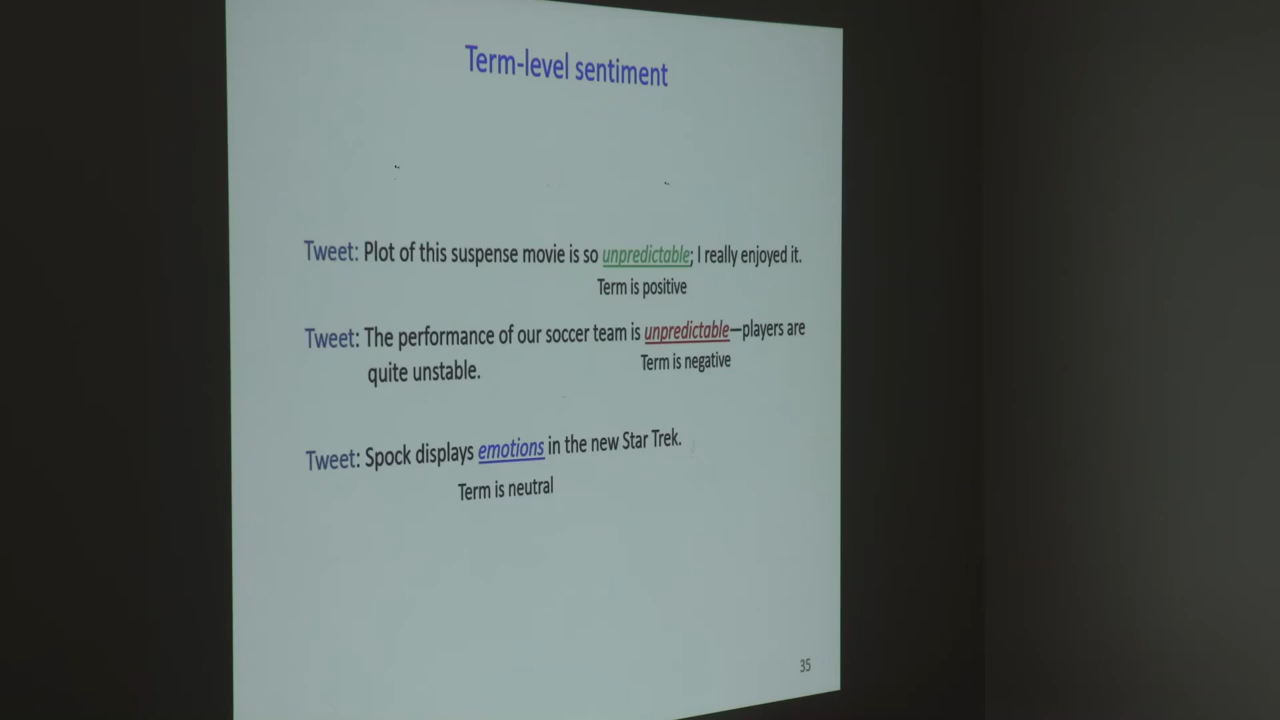 Term-level sentiment
Tweet: Plot of this suspense movie is so unpredictable; I really enjoyed it.
Term is positive
Tweet: The performance of our soccer team is unpredictable—players are
quite unstable.
Term is negative
Tweet: Spock displays emotions in the new Star Trek.
Term is neutral
35